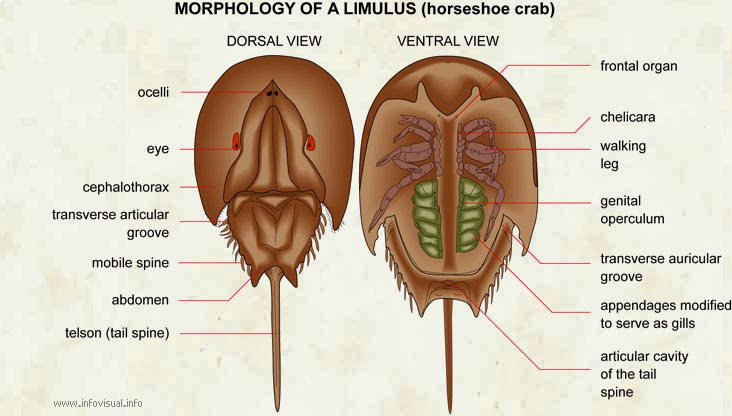 MORPHOLOGY OF A LIMULUS (horseshoe crab)
DORSAL VIEW
VENTRAL VIEW
ocelli
eye
cephalothorax
transverse articular
groove
mobile spine
abdomen
telson (tail spine)
frontal organ
chelicara
walking
leg
genital
operculum
transverse auricular
groove
appendages modified
to serve as gills
articular cavity
of the tail
spine
www.infovisual.info